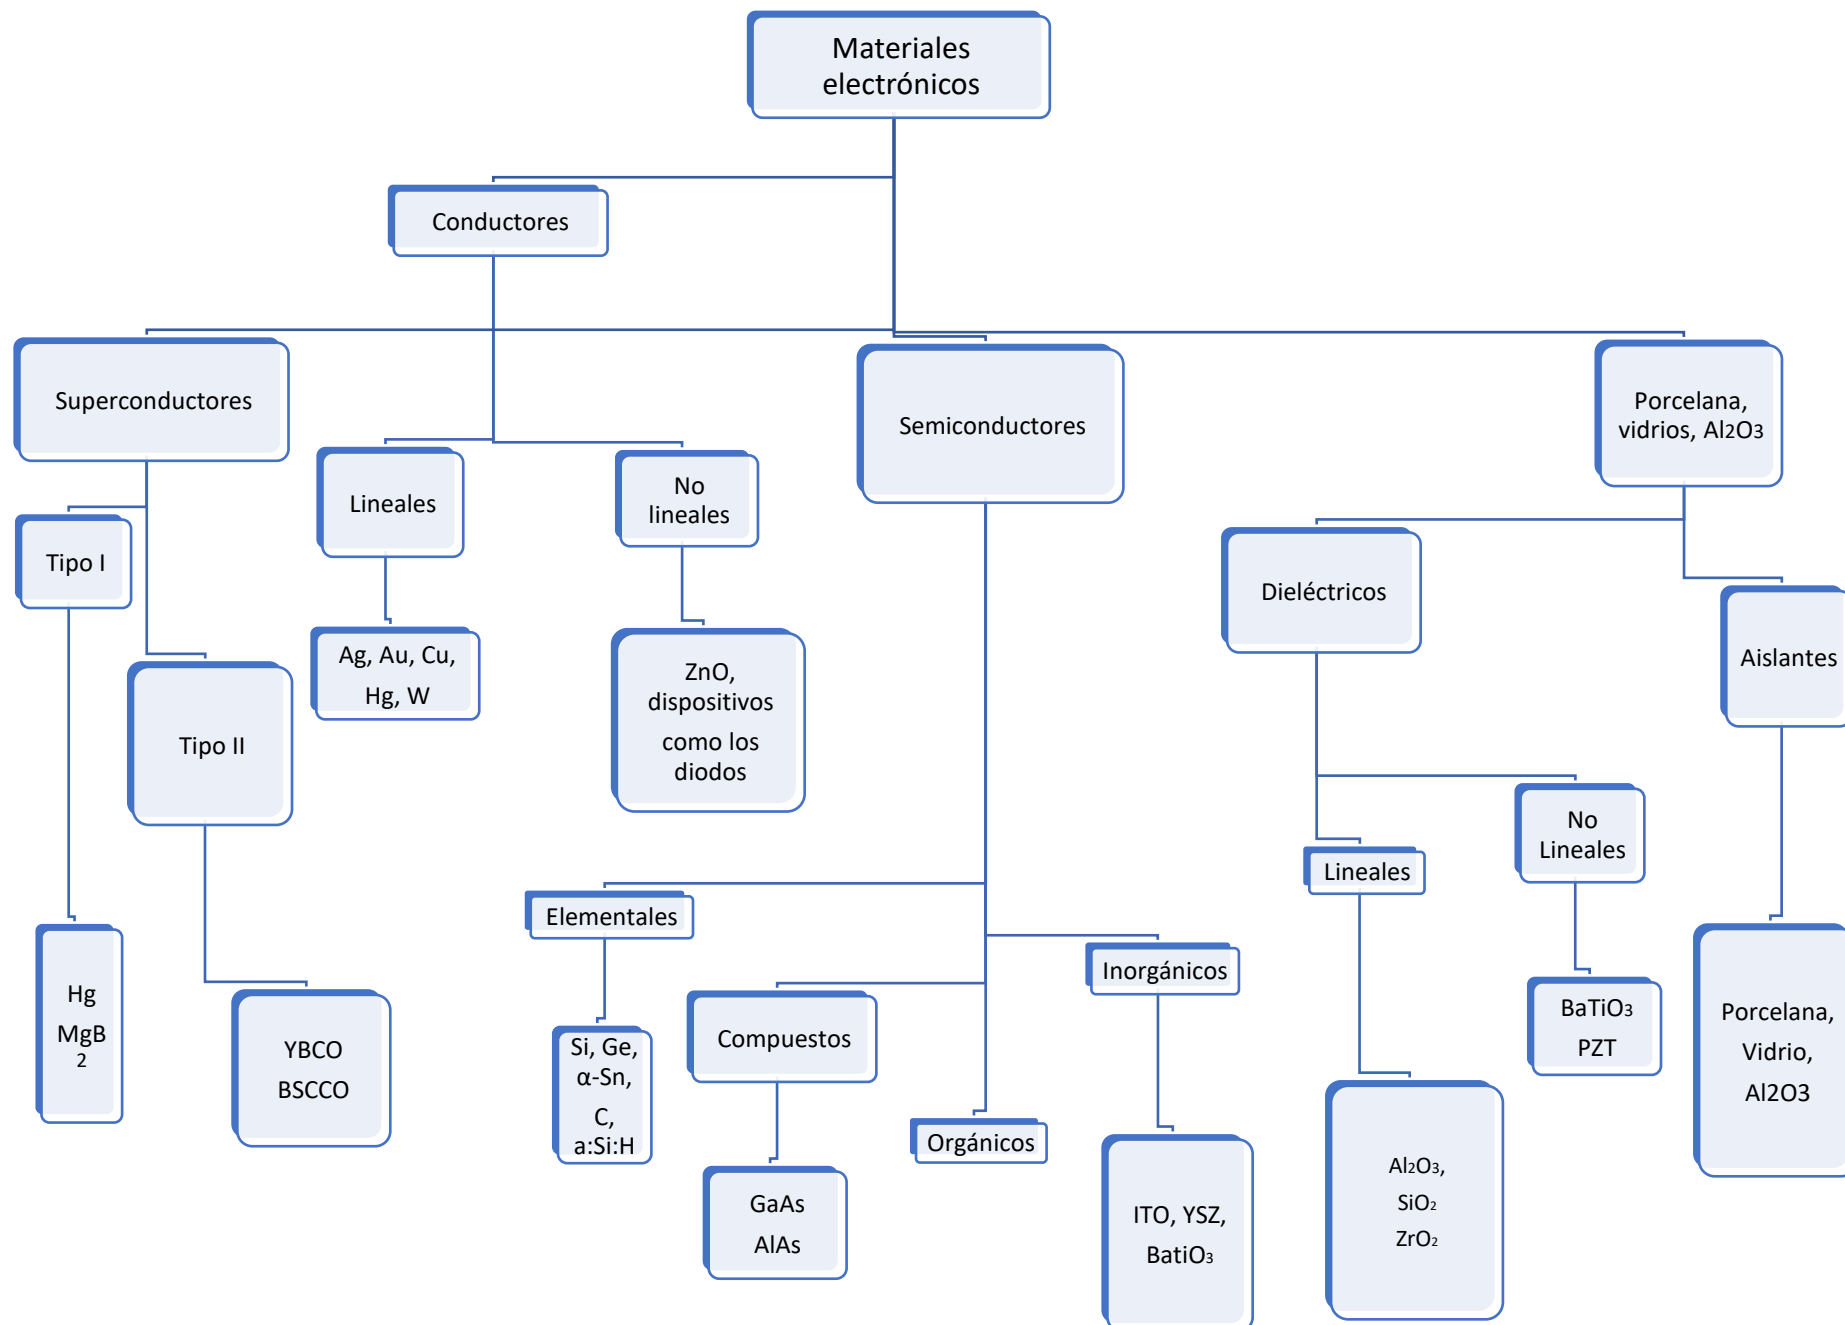 Materiales
electrónicos
Conductores
Superconductores
Semiconductores
Porcelana,
vidrios, Al2O3
Lineales
No
lineales
Tipo I
Dieléctricos
Aislantes
Ag, Au, Cu,
Hg, W
ZnO,
dispositivos
como los
diodos
Tipo II
No
Lineales
Lineales
Elementales
Inorgánicos
Hg
MgB
2
YBCO
BSCCO
Si, Ge,
α-Sn,
C,
a:Si:H
Compuestos
Orgánicos
BaTiO3
PZT
Porcelana,
Vidrio,
Al2O3
GaAs
AlAs
ITO, YSZ,
BatiO3
Al2O3,
SiO2
ZrO2